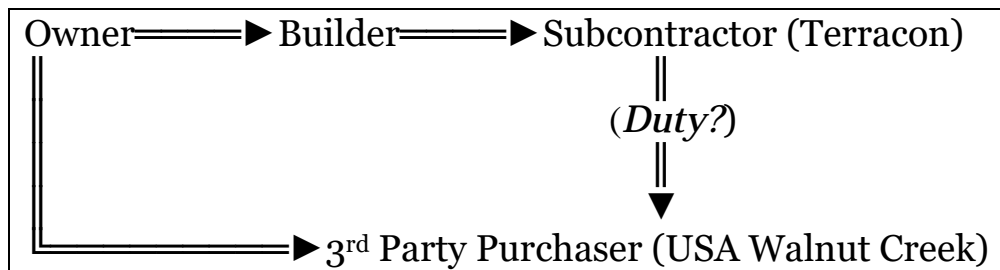 Owner Builder Subcontractor (Terracon)
(Duty?)
3rd Party Purchaser (USA Walnut Creek)